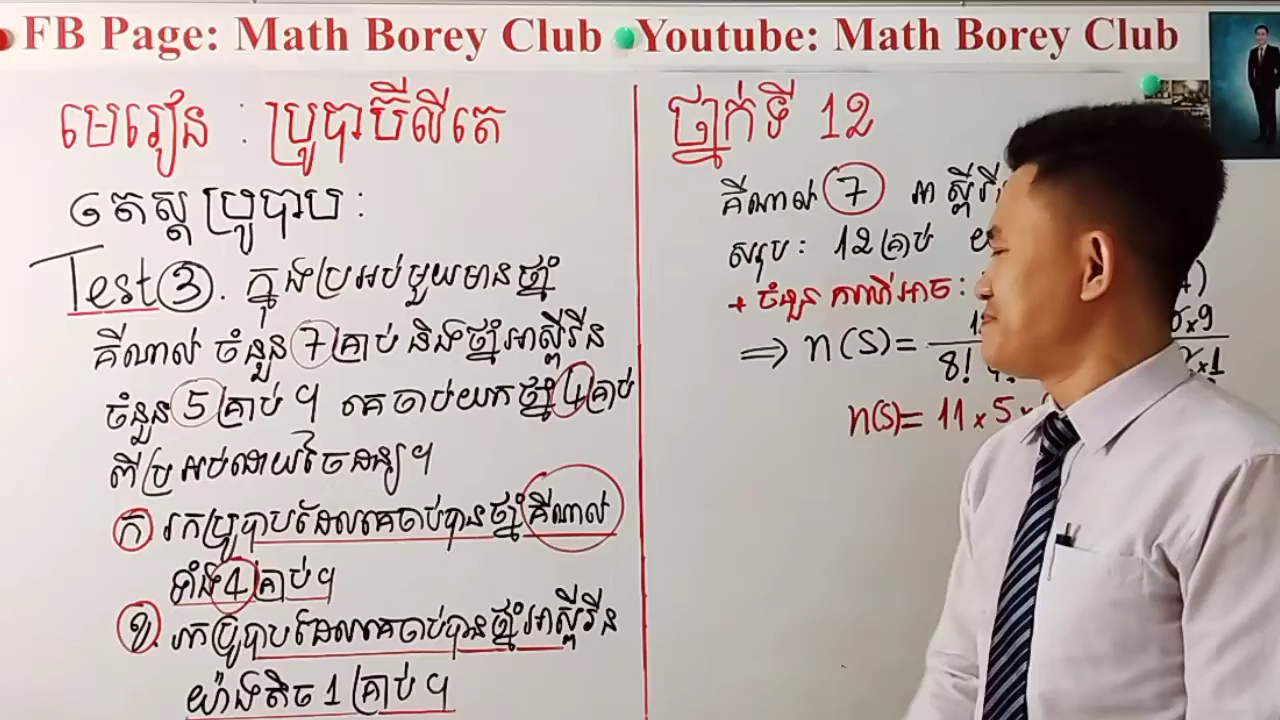 FB Page: Math Borey Club Youtube: Math Borey Club
មេរៀន : ប្រូបាប៊ីលីតេ
តេស្តប្រូបាប :
Test ③. ក្នុងប្រអប់មួយមានថ្នាំ
គីណាល់ ចំនួន 7 គ្រាប់ និងថ្នាំអាស្ពីរីន
ចំនួន 5 គ្រាប់ ។ គេចាប់យកថ្នាំ 4 គ្រាប់
ពីប្រអប់ដោយចៃដន្យ ។
ក រកប្រូបាបដែលគេចាប់បានថ្នាំគីណាល់
ទាំង 4 គ្រាប់ ។
ខ. រកប្រូបាបដែលគេចាប់បានថ្នាំអាស្ពីរីន
យ៉ាងតិច 1 គ្រាប់ ។
ថ្នាក់ទី 12
គីណាល់ 7 អាស្ពីរី
សរុប : 12 គ្រាប់
+ ចំនួនករណីអាច :
⇒ n(S) =
8!
×9
×1
n(S) = 11 × 5 ×